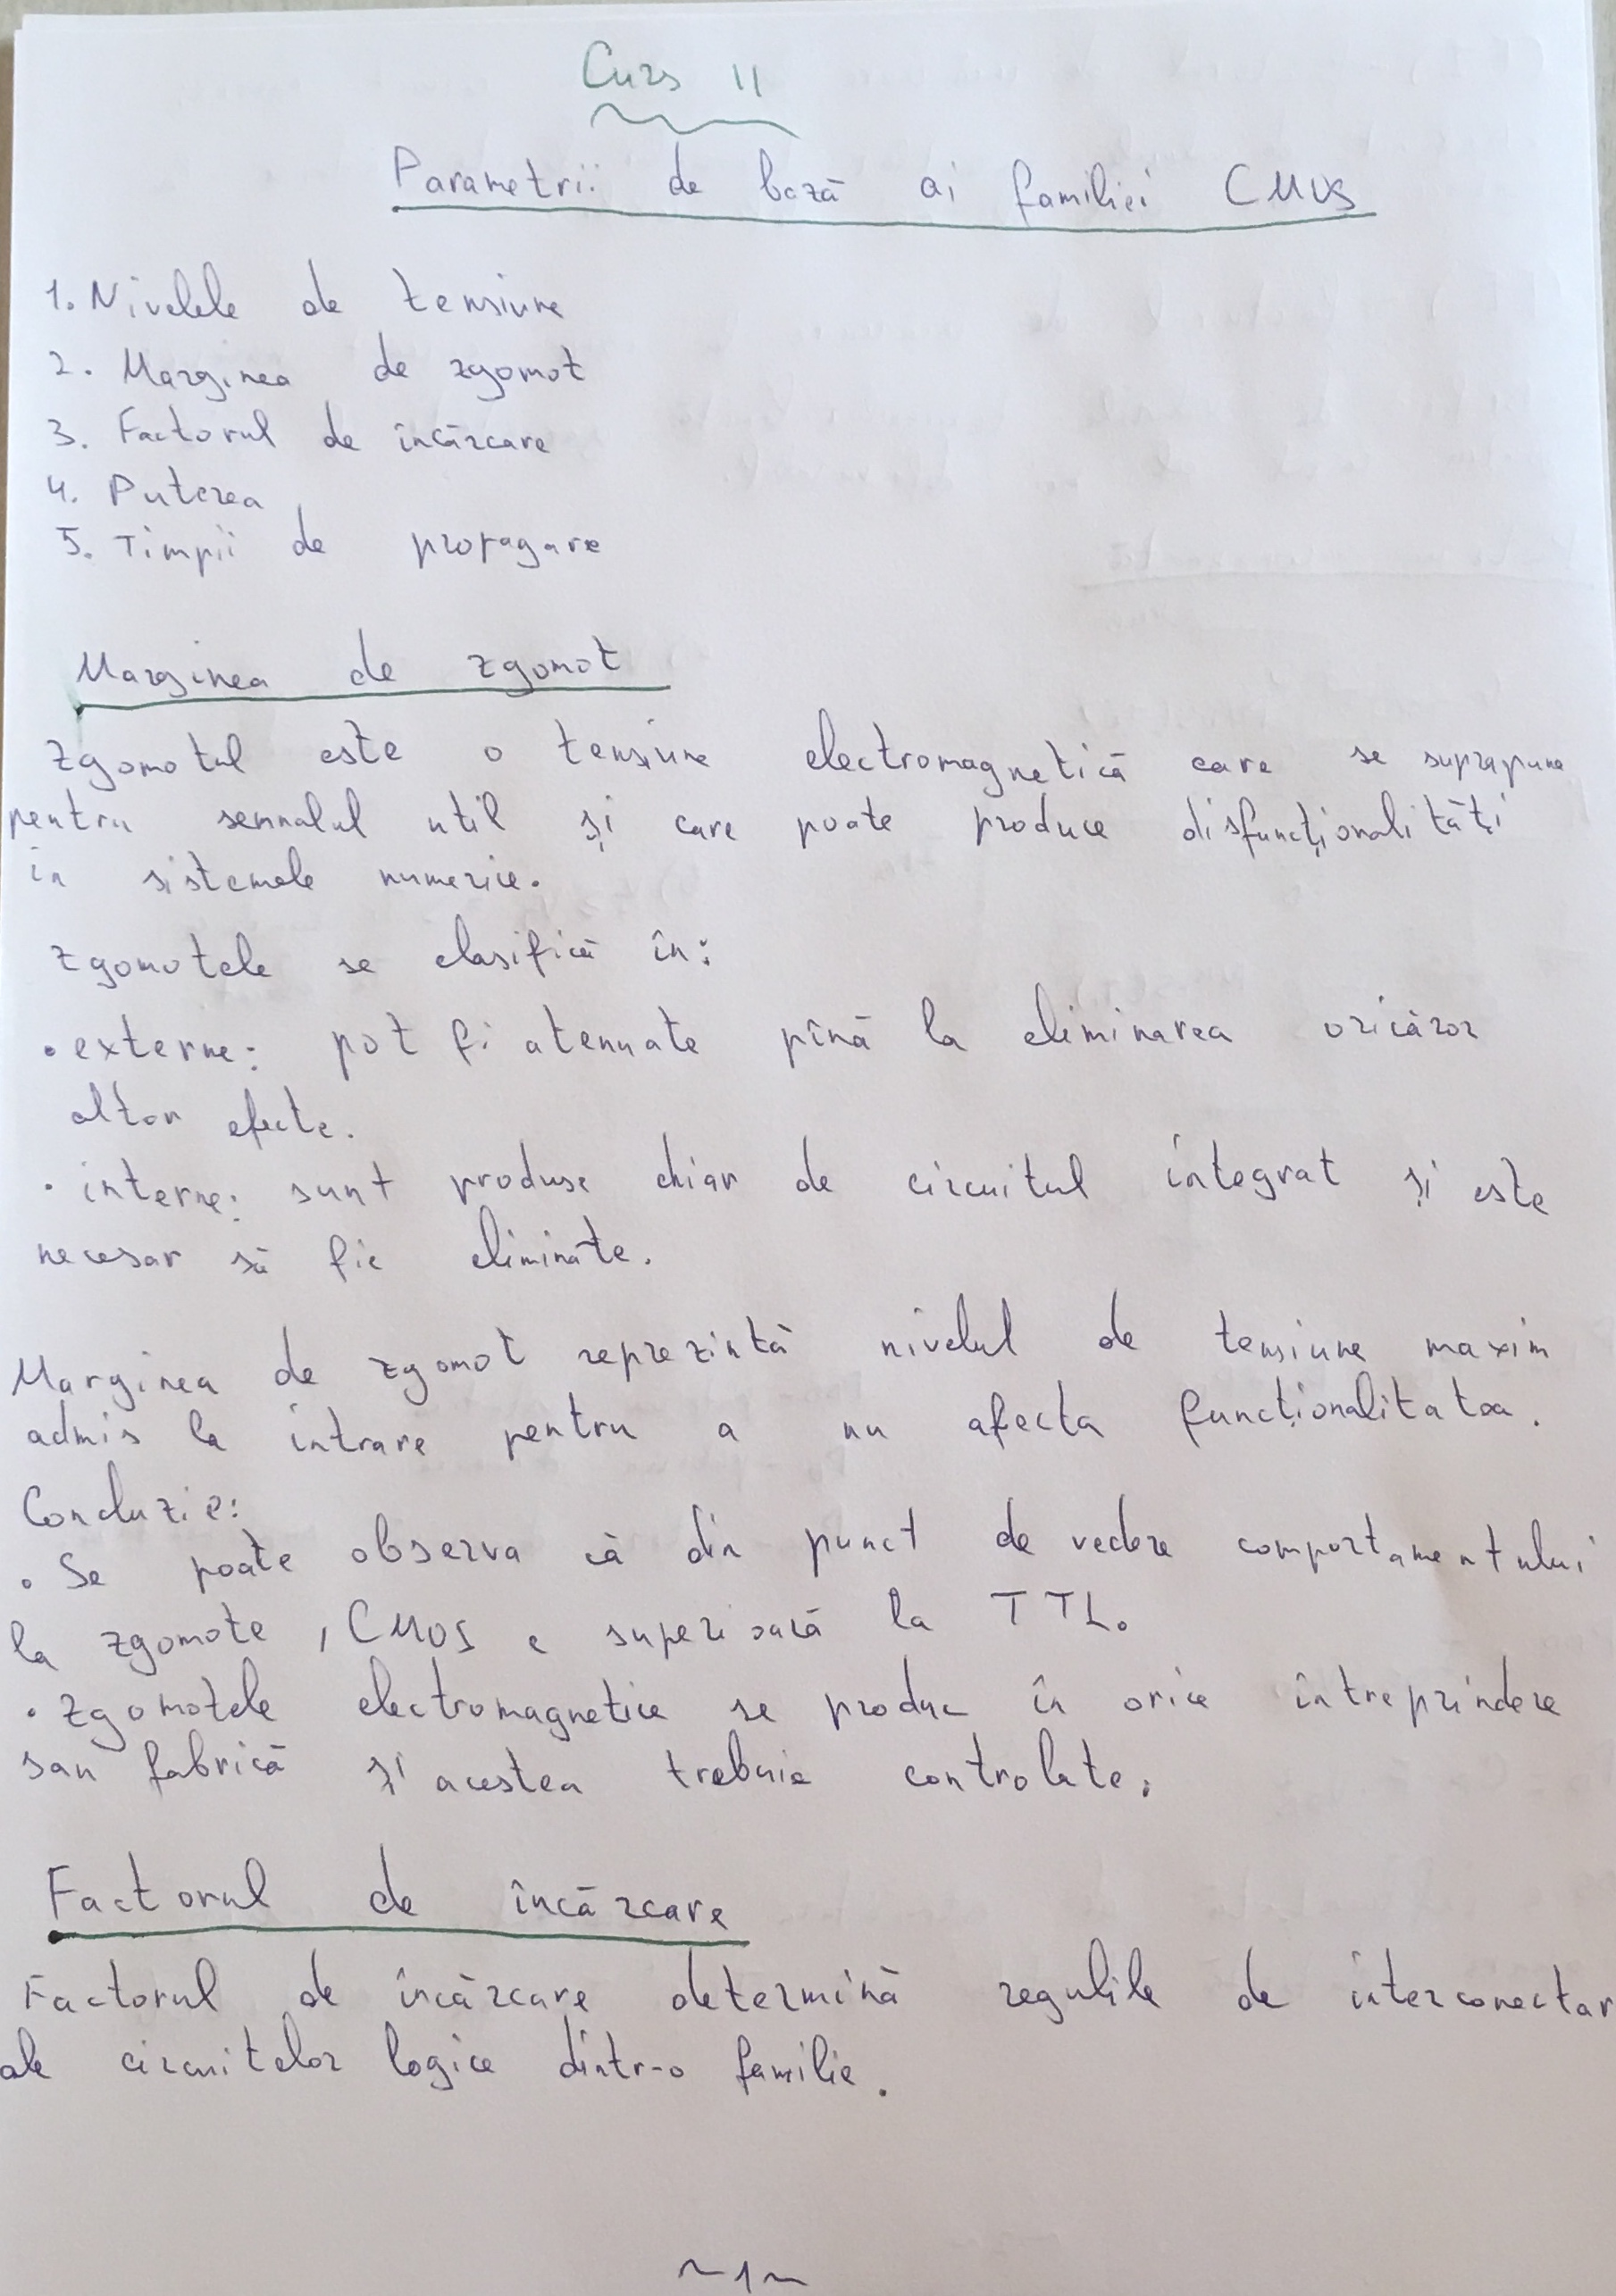 Curs 11
Parametrii de bază ai familiei CMOS
1. Nivelele de tensiune
2. Marginea de zgomot
3. Factorul de încărcare
4. Puterea
5. Timpii de propagare
Marginea de zgomot
Zgomotul este o tensiune electromagnetică care se suprapune
pentru semnalul util și care poate produce disfuncționalități
in sistemele numerice.
Zgomotele se clasifică în:
• externe: pot fi atenuate pînă la eliminarea oricăror
altor efecte.
• interne: sunt produse chiar de circuitul integrat și este
necesar să fie eliminate.
Marginea de zgomot reprezintă nivelul de tensiune maxim
admis la intrare pentru a nu afecta funcționalitatea.
Concluzie:
• Se poate observa că din punct de vedere comportamentului
la zgomote, CMOS e superioară la TTL.
• Zgomotele electromagnetice se produc în orice întreprindere
sau fabrică și acestea trebuie controlate.
Factorul de încărcare
Factorul de încărcare determină regulile de interconectar
ale circuitelor logice dintr-o familie.
~1~